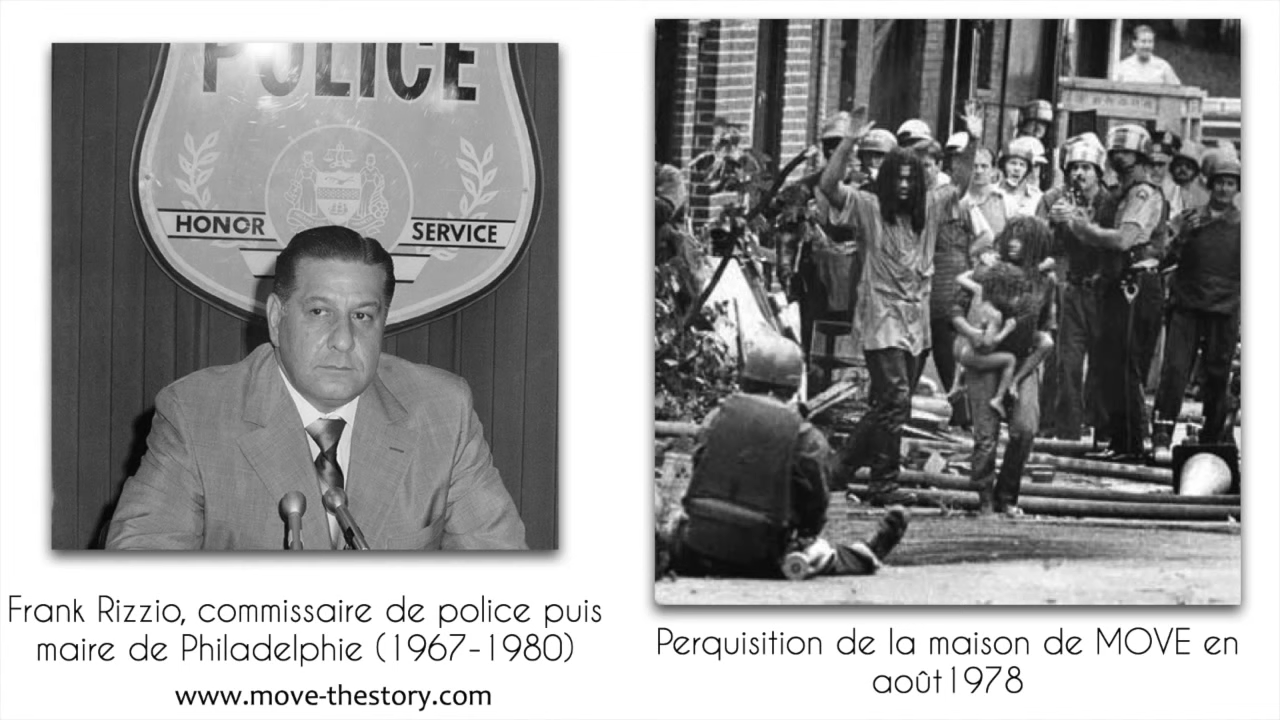 POLICE
HONOR
SERVICE
Frank Rizzio, commissaire de police puis
maire de Philadelphie (1967-1980)
www.move-thestory.com
Perquisition de la maison de MOVE en
août1978